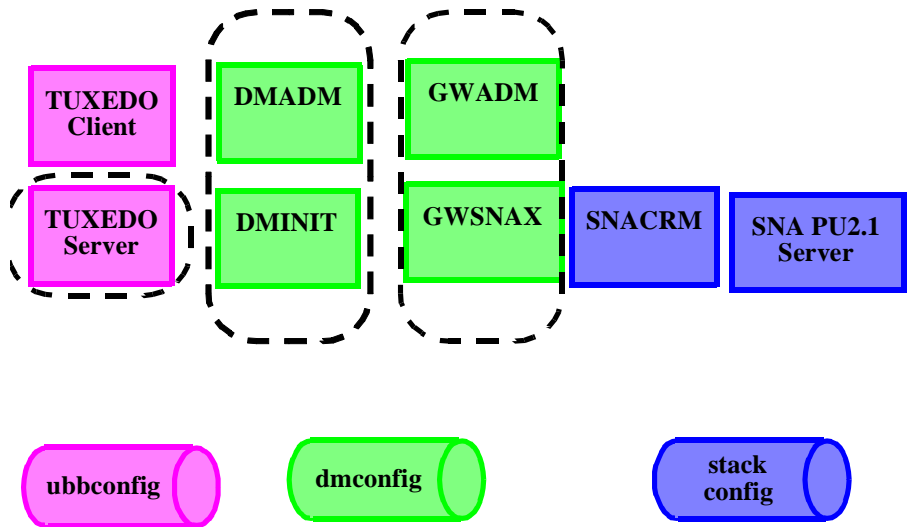 TUXEDO
Client
DMADM
GWADM
TUXEDO
Server
DMINIT
GWSNAX
SNACRM
SNA PU2.1
Server
ubbconfig
dmconfig
stack
config